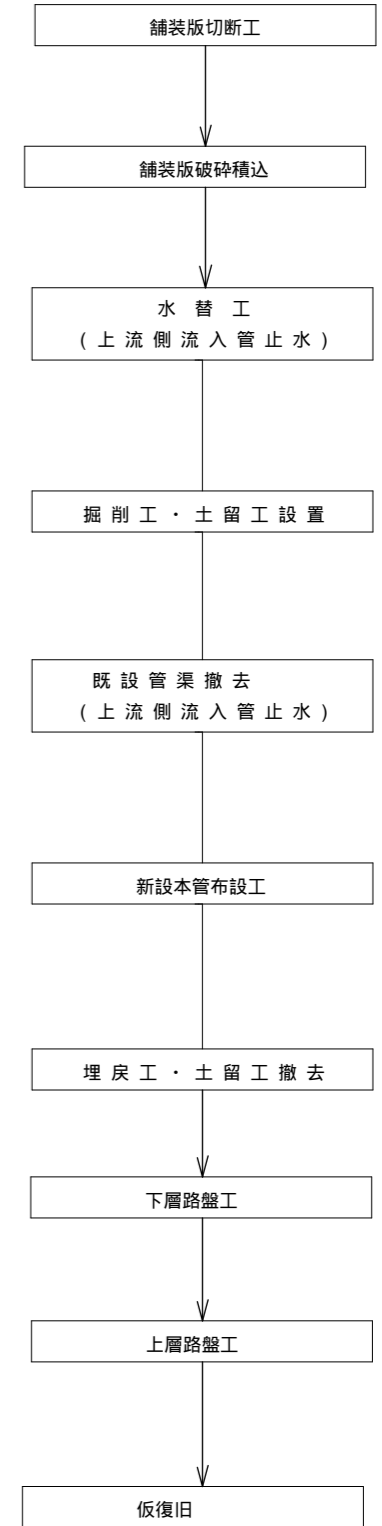 舗装版切断工
舗装版破砕積込
水替工
(上流側流入管止水)
掘削工・土留工設置
既設管渠撤去
(上流側流入管止水)
新設本管布設工
埋戻工・土留工撤去
下層路盤工
上層路盤工
仮復旧